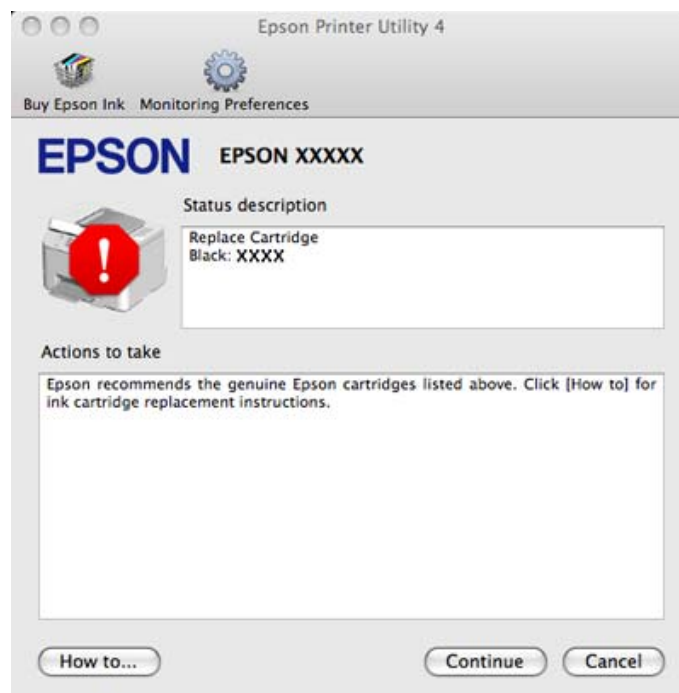 Epson Printer Utility 4
Buy Epson Ink Monitoring Preferences
EPSON EPSON XXXXX
Status description
Replace Cartridge
Black: XXXX
Actions to take
Epson recommends the genuine Epson cartridges listed above. Click [How to] for
ink cartridge replacement instructions.
How to... Continue Cancel